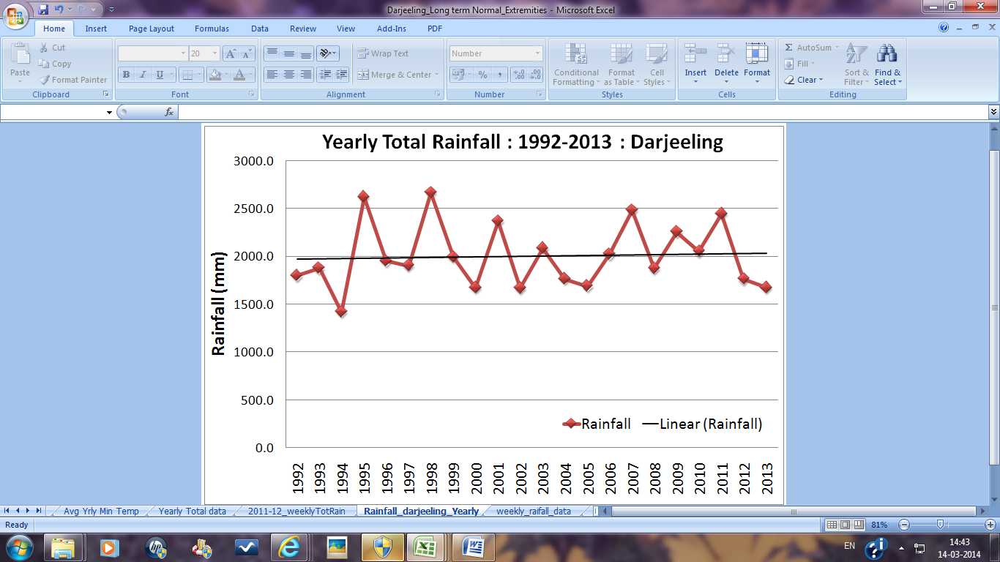 Darjeeling_Long term Normal_Extremities - Microsoft Excel
Home Insert Page Layout Formulas Data Review View Add-Ins PDF
Paste
Cut
Copy
Format Painter
Clipboard
20
B I U
A A
A
Font
Wrap Text
Merge & Center
Alignment
Number
% ,
Number
Conditional Formatting
Format as Table
Cell Styles
Styles
Insert Delete Format
Cells
Σ AutoSum
Fill
Clear
Sort & Filter
Find & Select
Editing
fx
Yearly Total Rainfall : 1992-2013 : Darjeeling
Rainfall (mm)
3000.0
2500.0
2000.0
1500.0
1000.0
500.0
0.0
Rainfall Linear (Rainfall)
1992 1993 1994 1995 1996 1997 1998 1999 2000 2001 2002 2003 2004 2005 2006 2007 2008 2009 2010 2011 2012 2013
Avg Yrly Min Temp Yearly Total data 2011-12_weeklyTotRain Rainfall_darjeeling_Yearly weekly_raifall_data
Ready 81%
EN 14:43
14-03-2014